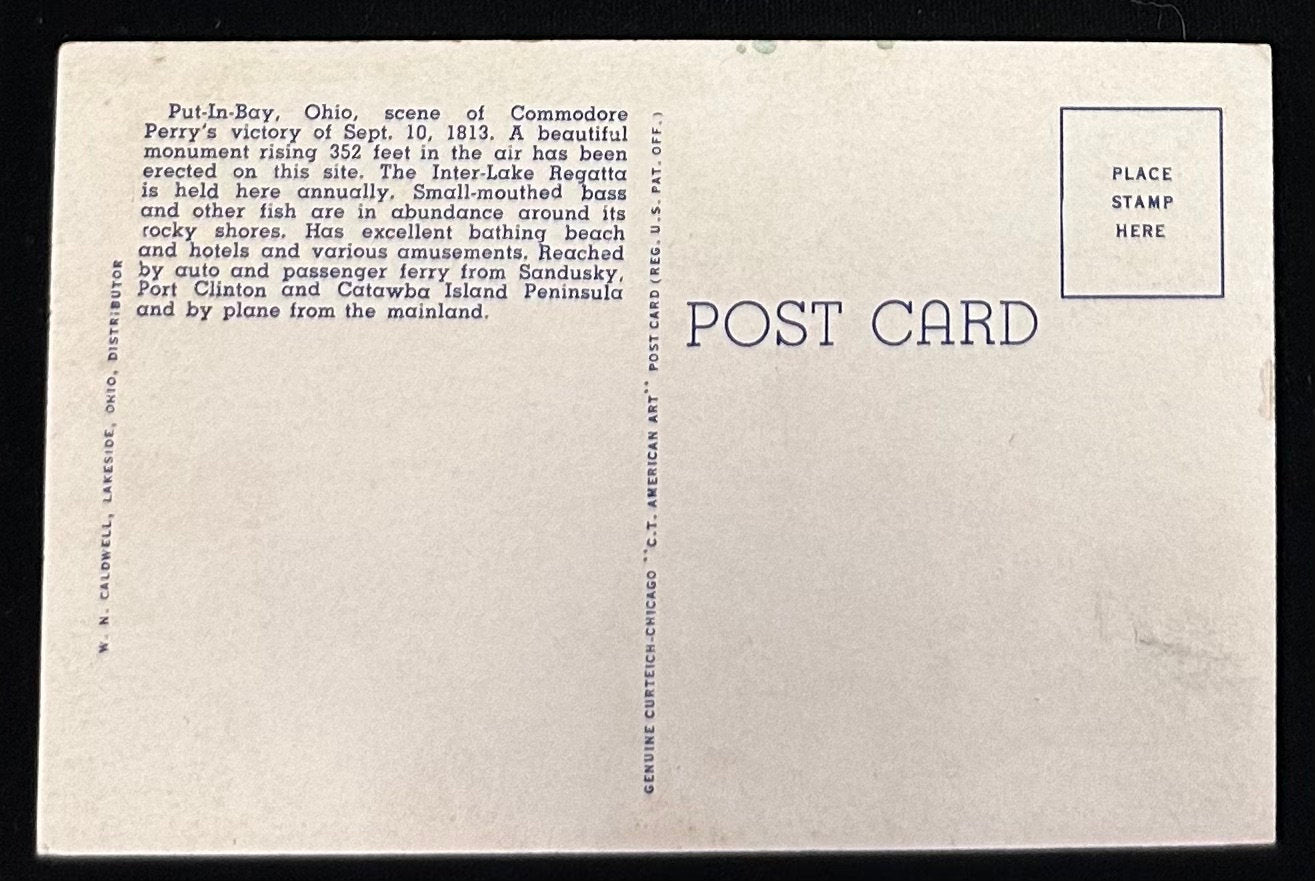 Put-In-Bay, Ohio, scene of Commodore
Perry's victory of Sept. 10, 1813. A beautiful
monument rising 352 feet in the air has been
erected on this site. The Inter-Lake Regatta
is held here annually. Small-mouthed bass
and other fish are in abundance around its
rocky shores. Has excellent bathing beach
and hotels and various amusements. Reached
by auto and passenger ferry from Sandusky,
Port Clinton and Catawba Island Peninsula
and by plane from the mainland.
W. N. CALDWELL, LAKESIDE, OHIO, DISTRIBUTOR
GENUINE CURTEICH-CHICAGO "C.T. AMERICAN ART" POST CARD (REG. U.S. PAT. OFF.)
POST CARD
PLACE
STAMP
HERE